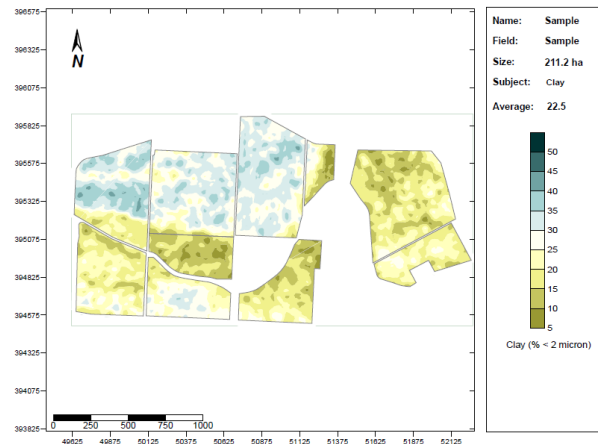 396575
396325
396075
395825
395575
395325
395075
394825
394575
394325
394075
393825
N
0 250 500 750 1000
49625 49875 50125 50375 50625 50875 51125 51375 51625 51875 52125
Name: Sample
Field: Sample
Size: 211.2 ha
Subject: Clay
Average: 22.5
50
45
40
35
30
25
20
15
10
5
Clay (% < 2 micron)